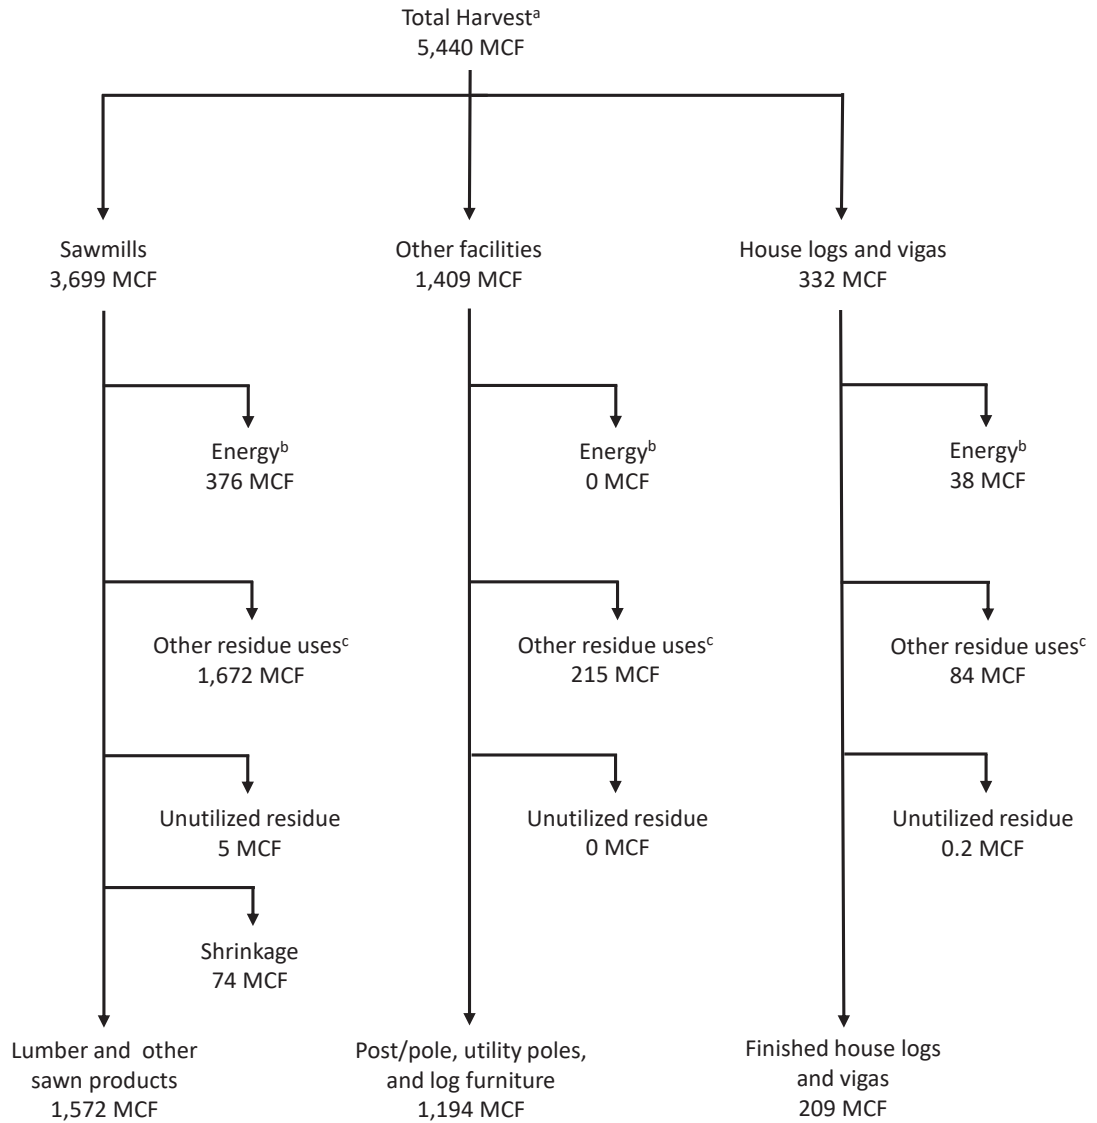 Total Harvestᵃ
5,440 MCF
Sawmills
3,699 MCF
Other facilities
1,409 MCF
House logs and vigas
332 MCF
Energyᵇ
376 MCF
Energyᵇ
0 MCF
Energyᵇ
38 MCF
Other residue usesᶜ
1,672 MCF
Other residue usesᶜ
215 MCF
Other residue usesᶜ
84 MCF
Unutilized residue
5 MCF
Unutilized residue
0 MCF
Unutilized residue
0.2 MCF
Shrinkage
74 MCF
Lumber and other
sawn products
1,572 MCF
Post/pole, utility poles,
and log furniture
1,194 MCF
Finished house logs
and vigas
209 MCF